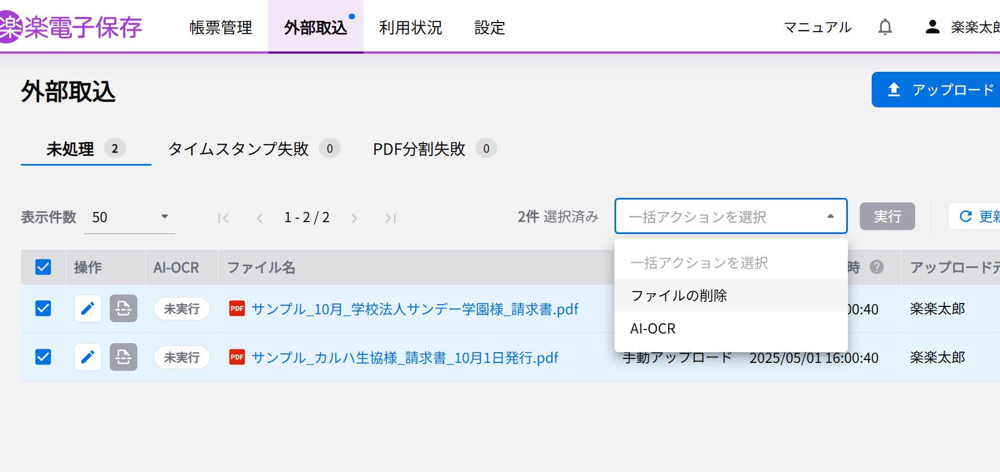 楽 楽電子保存 帳票管理 外部取込 利用状況 設定 マニュアル 楽楽太郎
外部取込 アップロード
未処理 2 タイムスタンプ失敗 0 PDF分割失敗 0
表示件数 50 1 - 2 / 2 2件 選択済み 一括アクションを選択 実行 更新
操作 AI-OCR ファイル名 一括アクションを選択 時 ? アップロード
ファイルの削除
未実行 PDF サンプル_10月_学校法人サンデー学園様_請求書.pdf 00:40 楽楽太郎
AI-OCR
未実行 PDF サンプル_カルハ生協様_請求書_10月1日発行.pdf 手動アップロード 2025/05/01 16:00:40 楽楽太郎